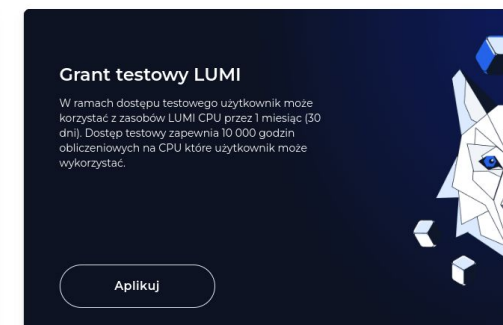 Grant testowy LUMI
W ramach dostępu testowego użytkownik może
korzystać z zasobów LUMI CPU przez 1 miesiąc (30
dni). Dostęp testowy zapewnia 10 000 godzin
obliczeniowych na CPU które użytkownik może
wykorzystać.
Aplikuj